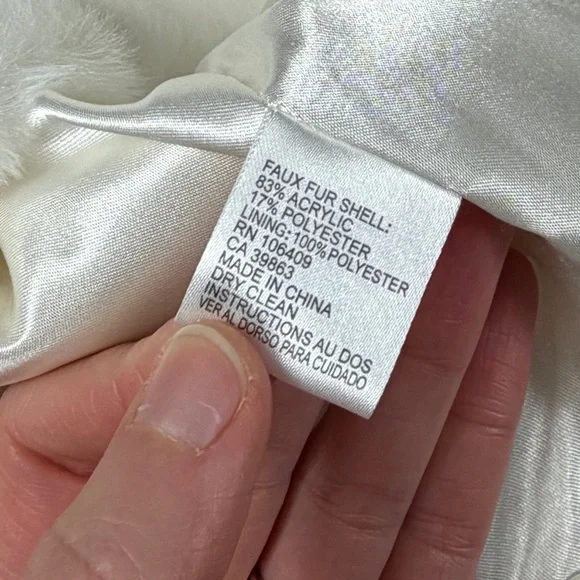 FAUX FUR SHELL:
83% ACRYLIC
17% POLYESTER
LINING:100% POLYESTER
RN 106409
CA 39863
MADE IN CHINA
DRY CLEAN
INSTRUCTIONS AU DOS
VER AL DORSO PARA CUIDADO